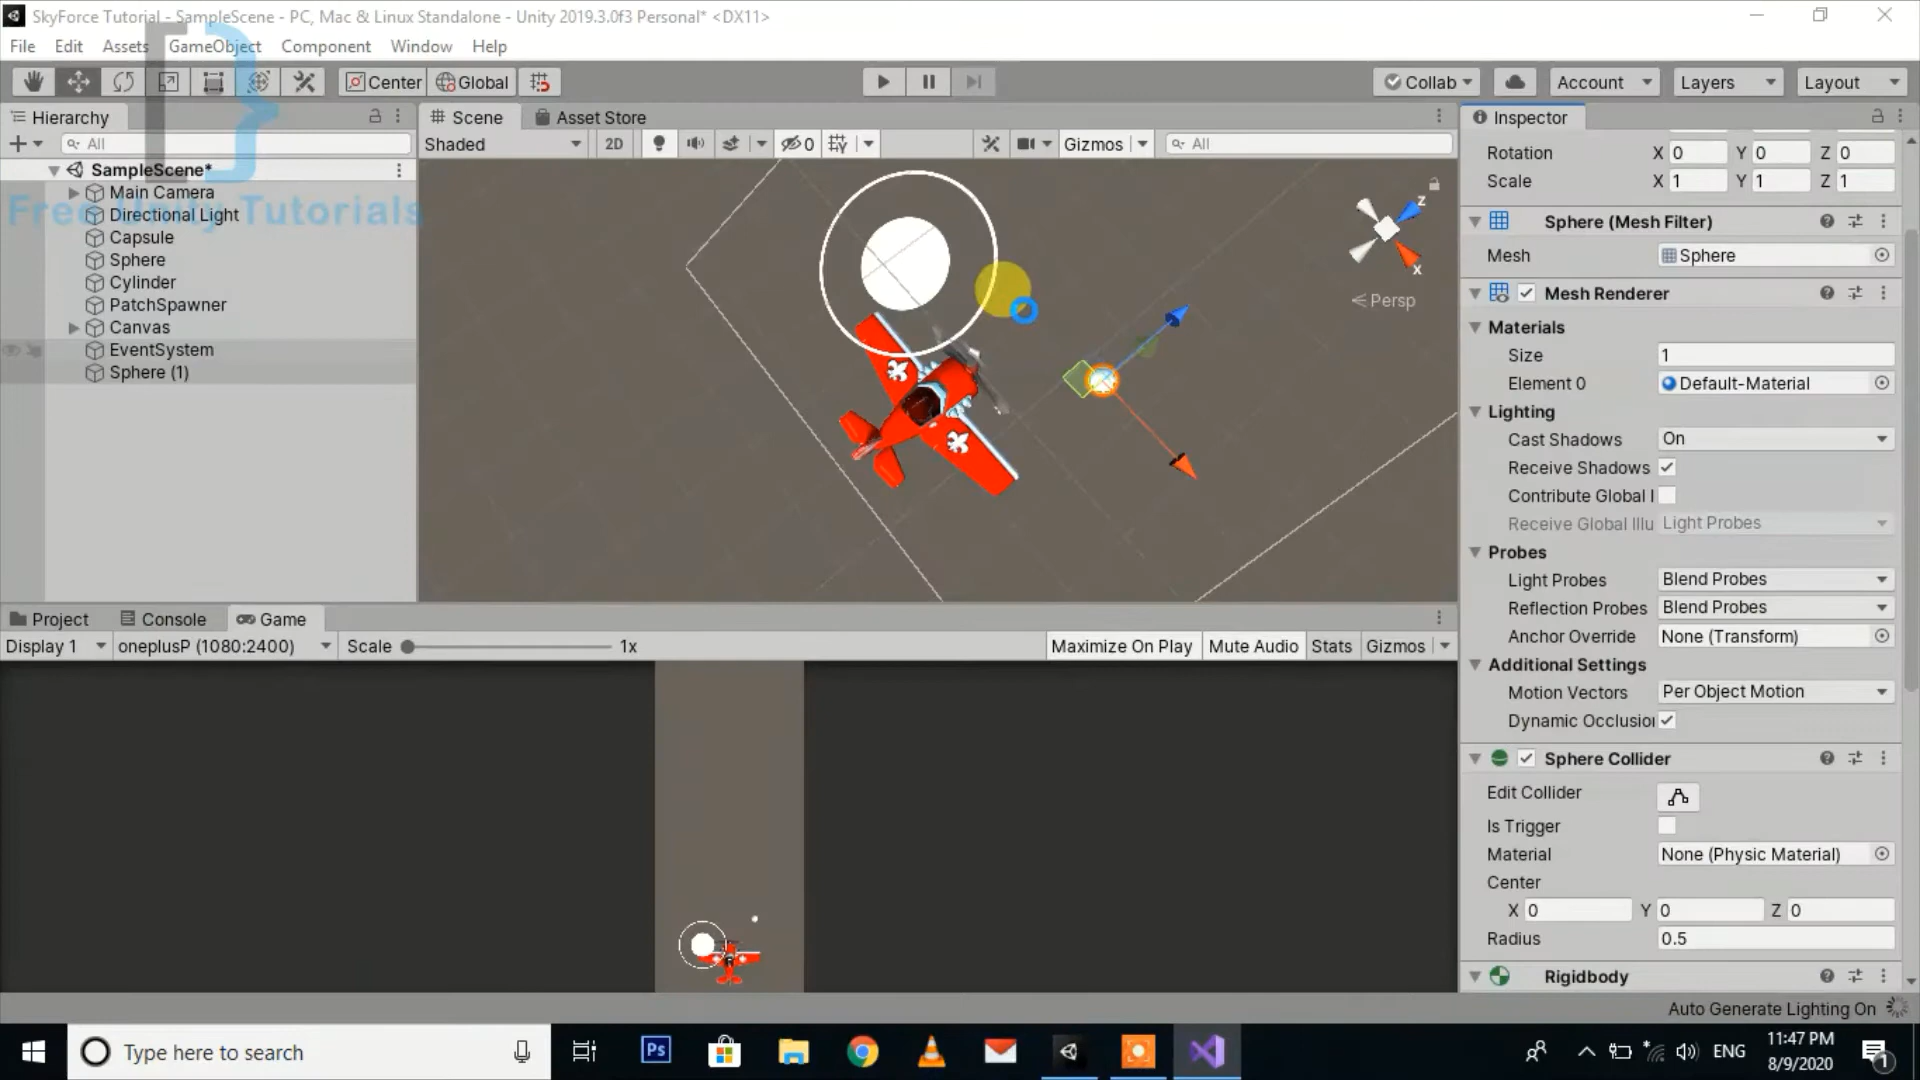 SkyForce Tutorial - SampleScene - PC, Mac & Linux Standalone - Unity 2019.3.0f3 Personal* <DX11>
File Edit Assets GameObject Component Window Help
Center Global Collab Account Layers Layout
Hierarchy
All
SampleScene*
Main Camera
Directional Light
Capsule
Sphere
Cylinder
PatchSpawner
Canvas
EventSystem
Sphere (1)
Free Unity Tutorials
Scene Asset Store
Shaded 2D 0 Gizmos All
z
x
Persp
Project Console Game
Display 1 oneplusP (1080:2400) Scale 1x Maximize On Play Mute Audio Stats Gizmos
Inspector
Rotation X 0 Y 0 Z 0
Scale X 1 Y 1 Z 1
Sphere (Mesh Filter)
Mesh Sphere
Mesh Renderer
Materials
Size 1
Element 0 Default-Material
Lighting
Cast Shadows On
Receive Shadows
Contribute Global I
Receive Global Illu Light Probes
Probes
Light Probes Blend Probes
Reflection Probes Blend Probes
Anchor Override None (Transform)
Additional Settings
Motion Vectors Per Object Motion
Dynamic Occlusio
Sphere Collider
Edit Collider
Is Trigger
Material None (Physic Material)
Center
X 0 Y 0 Z 0
Radius 0.5
Rigidbody
Auto Generate Lighting On
Type here to search
Ps
ENG
11:47 PM
8/9/2020
1